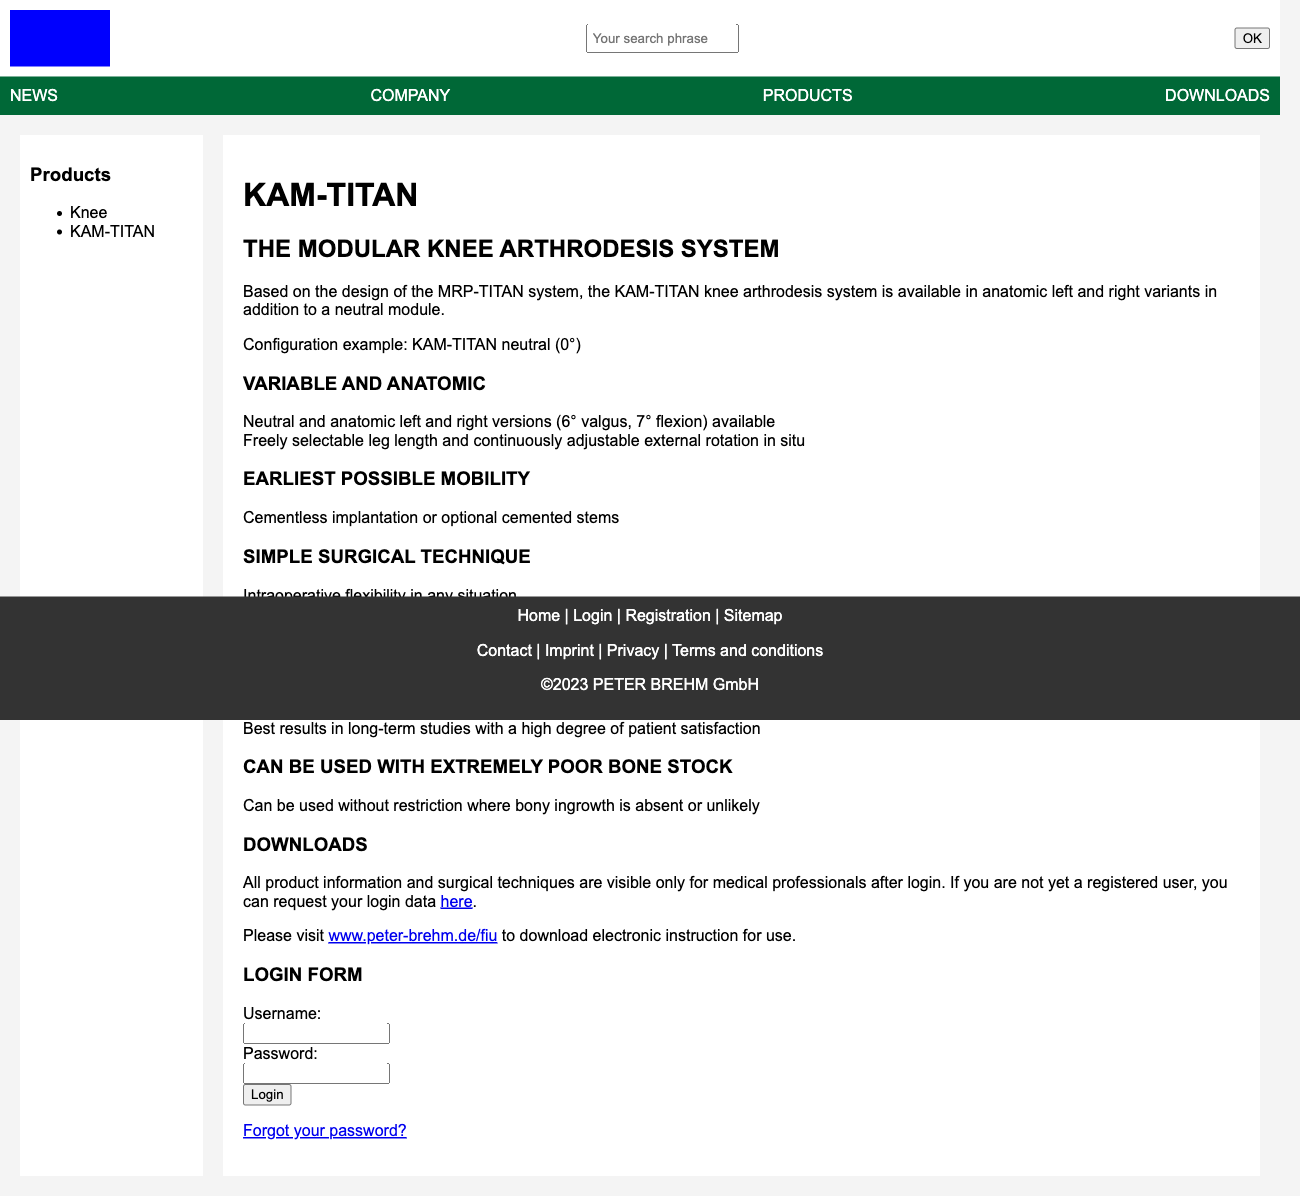 Your search phrase
OK
NEWS
COMPANY
PRODUCTS
DOWNLOADS
Products
Knee
KAM-TITAN
KAM-TITAN
THE MODULAR KNEE ARTHRODESIS SYSTEM
Based on the design of the MRP-TITAN system, the KAM-TITAN knee arthrodesis system is available in anatomic left and right variants in
addition to a neutral module.
Configuration example: KAM-TITAN neutral (0°)
VARIABLE AND ANATOMIC
Neutral and anatomic left and right versions (6° valgus, 7° flexion) available
Freely selectable leg length and continuously adjustable external rotation in situ
EARLIEST POSSIBLE MOBILITY
Cementless implantation or optional cemented stems
SIMPLE SURGICAL TECHNIQUE
Intraoperative flexibility in any situation
Home | Login | Registration | Sitemap
Contact | Imprint | Privacy | Terms and conditions
©2023 PETER BREHM GmbH
Best results in long-term studies with a high degree of patient satisfaction
CAN BE USED WITH EXTREMELY POOR BONE STOCK
Can be used without restriction where bony ingrowth is absent or unlikely
DOWNLOADS
All product information and surgical techniques are visible only for medical professionals after login. If you are not yet a registered user, you
can request your login data here.
Please visit www.peter-brehm.de/fiu to download electronic instruction for use.
LOGIN FORM
Username:
Password:
Login
Forgot your password?